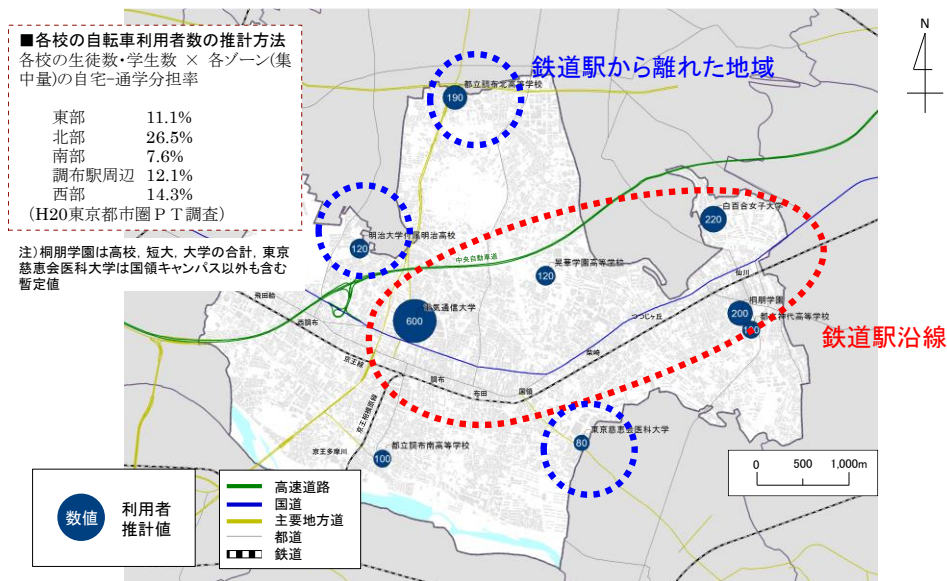 ■各校の自転車利用者数の推計方法
各校の生徒数・学生数 × 各ゾーン(集
中量)の自宅−通学分担率
東部 11.1%
北部 26.5%
南部 7.6%
調布駅周辺 12.1%
西部 14.3%
(H20東京都市圏PT調査)
注)桐朋学園は高校, 短大, 大学の合計, 東京
慈恵会医科大学は国領キャンパス以外も含む
暫定値
N
鉄道駅から離れた地域
都立調布北高等学校
190
明治大学付属明治高校
120
中央自動車道
白百合女子大学
220
晃華学園高等学校
120
仙川
飛田給
西調布
電気通信大学
600
つつじヶ丘
桐朋学園
200
神代高等学校
鉄道駅沿線
京王線
柴崎
調布
布田
国領
京王相模原線
京王多摩川
都立調布南高等学校
100
東京慈恵会医科大学
80
0 500 1,000m
数値
利用者
推計値
高速道路
国道
主要地方道
都道
鉄道